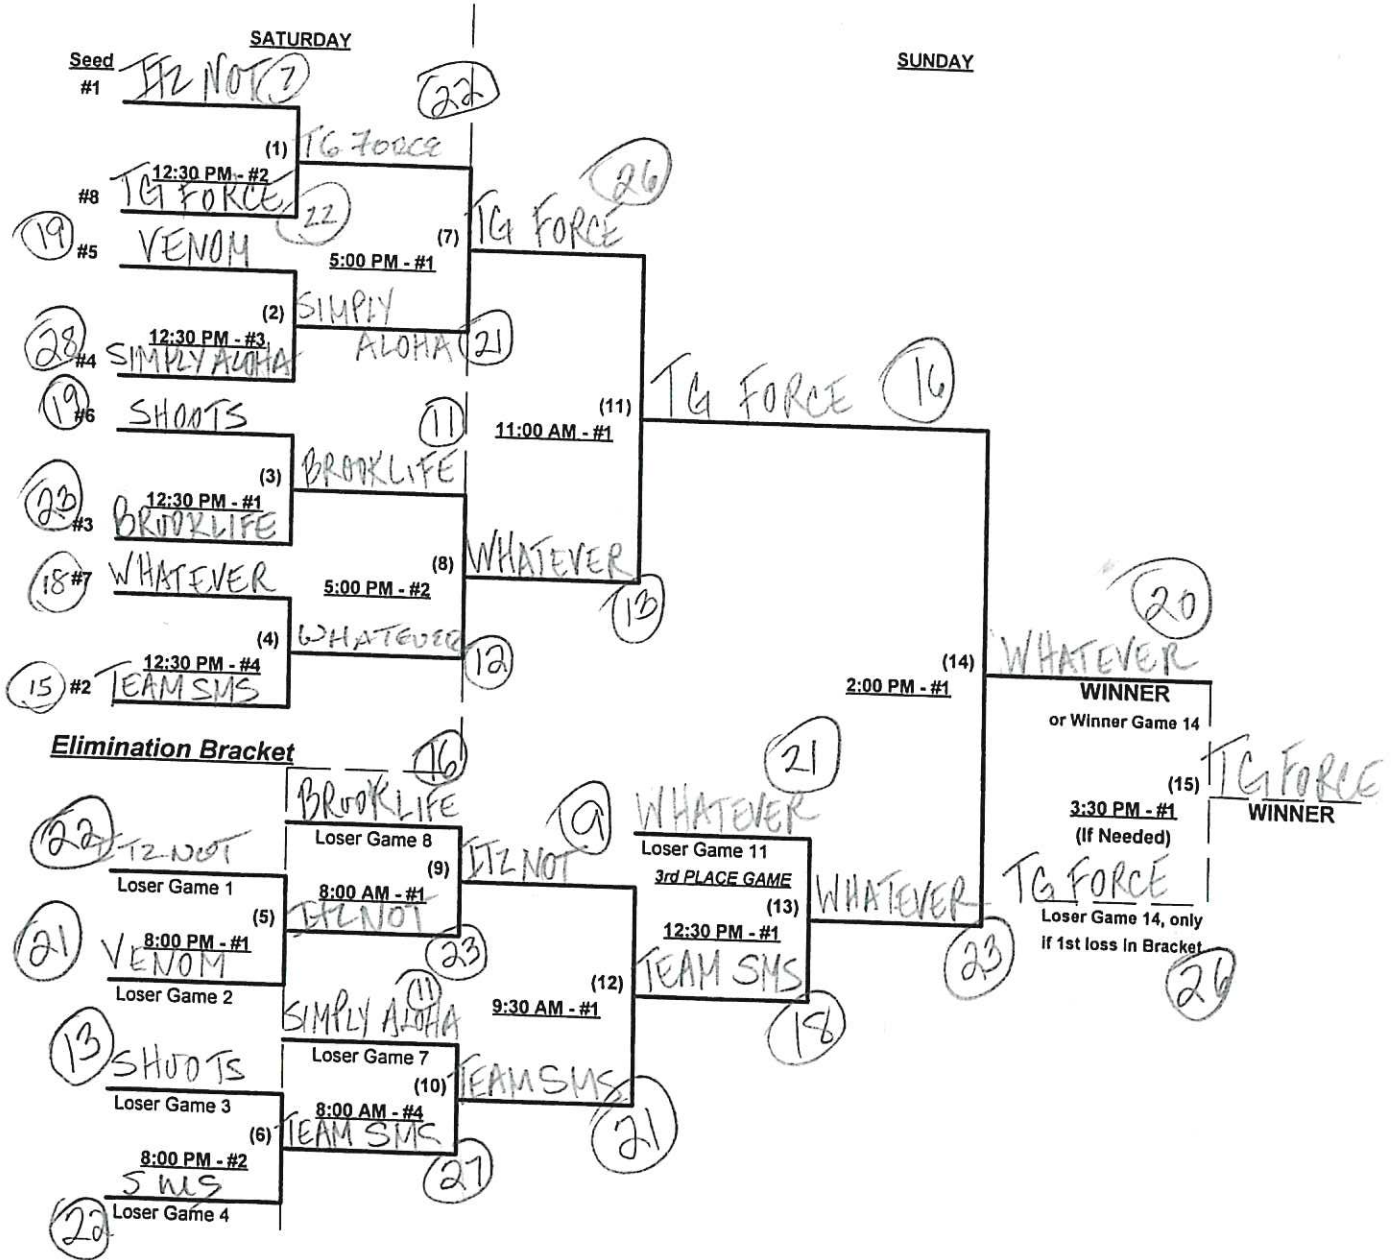 SATURDAY
SUNDAY
Seed
#1 ITZ NOT 7
22
(1) TG FORCE
12:30 PM - #2
#8 TG FORCE 22
26
19 #5 VENOM
(7) TG FORCE
5:00 PM - #1
(2) SIMPLY
ALOHA 21
12:30 PM - #3
28 #4 SIMPLY ALOHA
19 #6 SHOOTS
11
(11) TG FORCE 16
11:00 AM - #1
(3) BROOKLIFE
12:30 PM - #1
23 #3 BROOKLIFE
18 #7 WHATEVER
(8) WHATEVER 13
5:00 PM - #2
(4) WHATEVER 12
12:30 PM - #4
15 #2 TEAM SMS
20
(14) WHATEVER
2:00 PM - #1
WINNER
or Winner Game 14
Elimination Bracket
16
BROOKLIFE
Loser Game 8
21
WHATEVER
Loser Game 11
3rd PLACE GAME
(15) TG FORCE
3:30 PM - #1
WINNER
(If Needed)
22 ITZ NOT
Loser Game 1
(9) ITZ NOT 9
8:00 AM - #1
ITZ NOT 23
(5)
8:00 PM - #1
21 VENOM
Loser Game 2
(13) WHATEVER 23
12:30 PM - #1
TEAM SMS 18
TG FORCE
Loser Game 14, only
if 1st loss in Bracket
26
(12)
9:30 AM - #1
11
SIMPLY ALOHA
Loser Game 7
13 SHOOTS
Loser Game 3
(10) TEAM SMS 21
8:00 AM - #4
(6) TEAM SMS 27
8:00 PM - #2
SMS
22 Loser Game 4